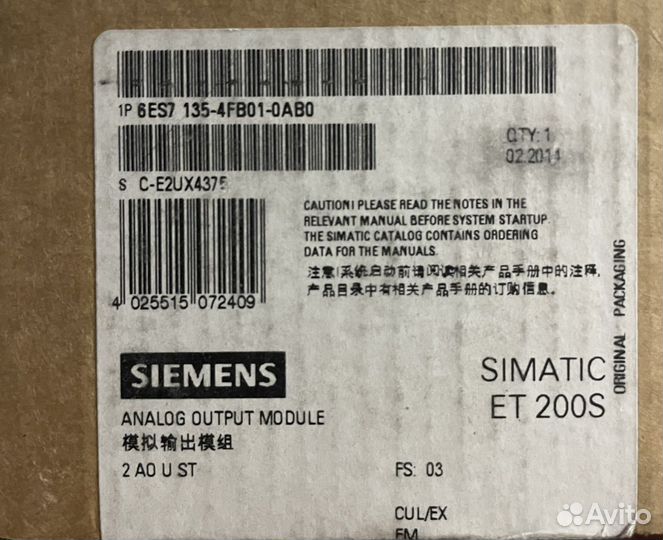 1P 6ES7 135-4FB01-0AB0
QTY: 1
02.2011
S C-E2UX4375
CAUTION! PLEASE READ THE NOTES IN THE
RELEVANT MANUAL BEFORE SYSTEM STARTUP.
THE SIMATIC CATALOG CONTAINS ORDERING
DATA FOR THE MANUALS.
注意!系统启动前请阅读相关产品手册中的注释,
产品目录中有相关产品手册的订购信息。
4 025515 072409
ORIGINAL PACKAGING
SIEMENS
SIMATIC
ET 200S
ANALOG OUTPUT MODULE
模拟输出模组
2 AO U ST
FS: 03
CUL/EX
FM
Avito